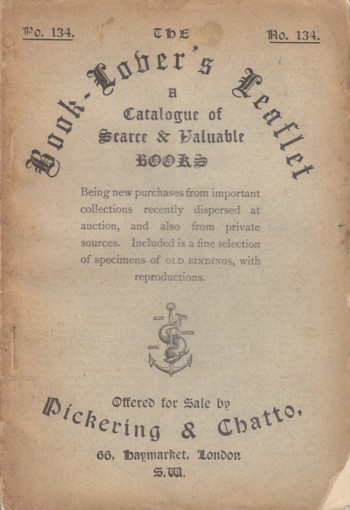 No. 134.
THE
No. 134.
Book-Lover's Leaflet
A
Catalogue of
Scarce & Valuable
BOOKS
Being new purchases from important
collections recently dispersed at
auction, and also from private
sources. Included is a fine selection
of specimens of OLD BINDINGS, with
reproductions.
Offered for Sale by
Pickering & Chatto,
66, Haymarket, London
S.W.